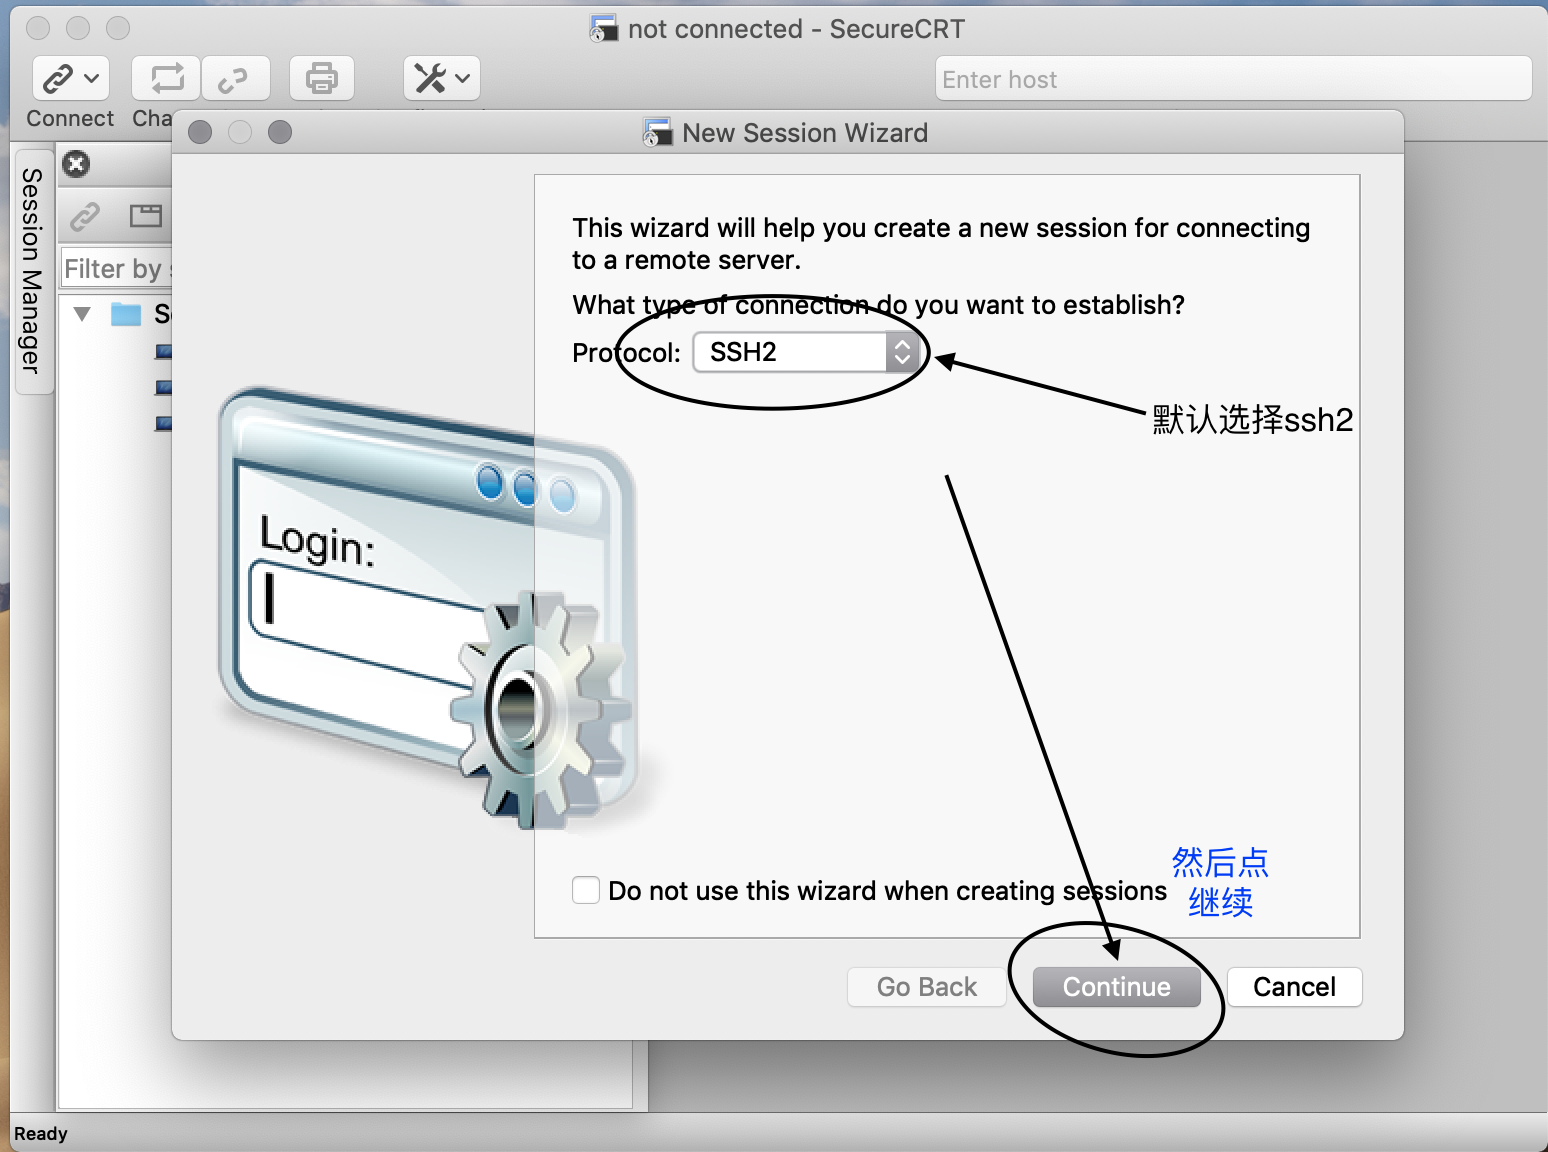 not connected - SecureCRT
Enter host
Connect
Cha
New Session Wizard
Session Manager
Filter by
This wizard will help you create a new session for connecting
to a remote server.
What type of connection do you want to establish?
Protocol: SSH2
默认选择ssh2
Login:
然后点
继续
Do not use this wizard when creating sessions
Go Back
Continue
Cancel
Ready